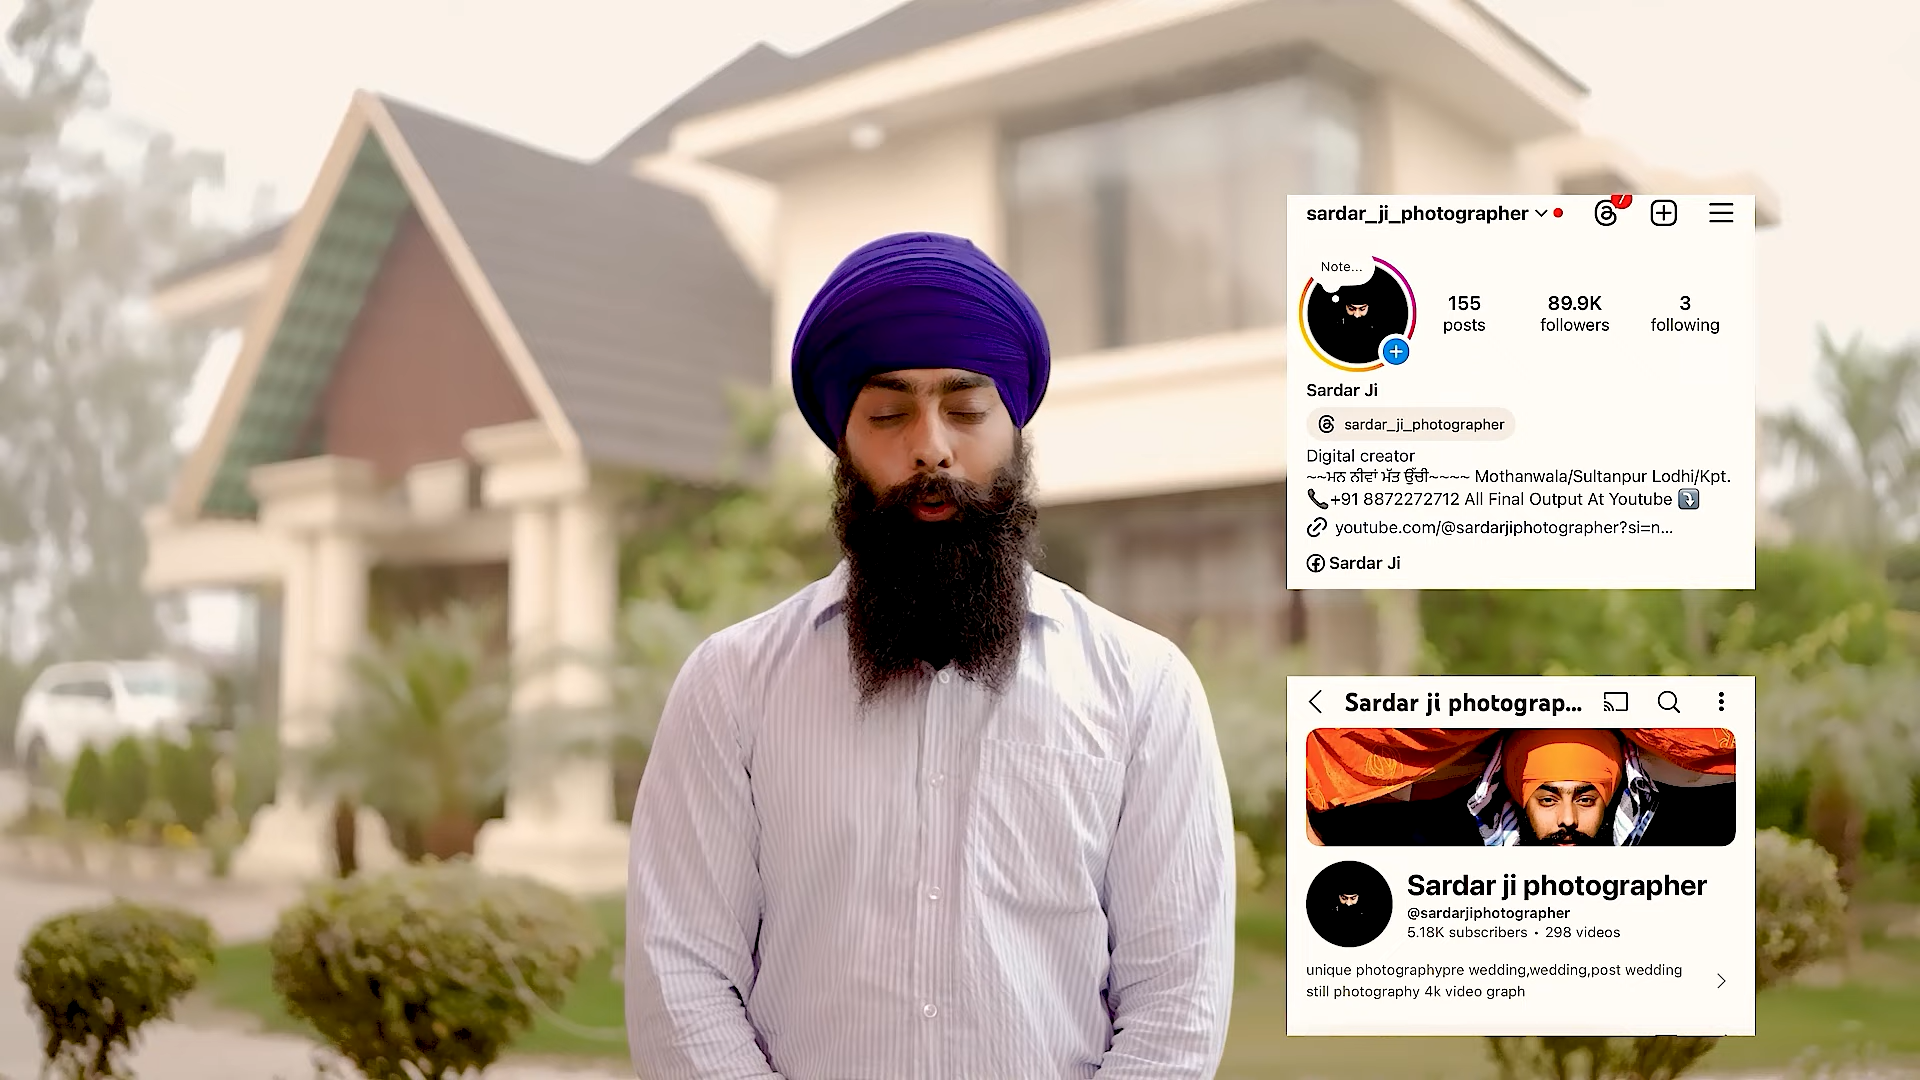 sardar_ji_photographer
7
Note...
155 89.9K 3
posts followers following
Sardar Ji
sardar_ji_photographer
Digital creator
~~ਮਨ ਨੀਵਾਂ ਮੱਤ ਉੱਚੀ~~~~ Mothanwala/Sultanpur Lodhi/Kpt.
📞+91 8872272712 All Final Output At Youtube ⤵️
youtube.com/@sardarjiphotographer?si=n...
Sardar Ji
Sardar ji photograp...
Sardar ji photographer
@sardarjiphotographer
5.18K subscribers • 298 videos
unique photographypre wedding,wedding,post wedding
still photography 4k video graph